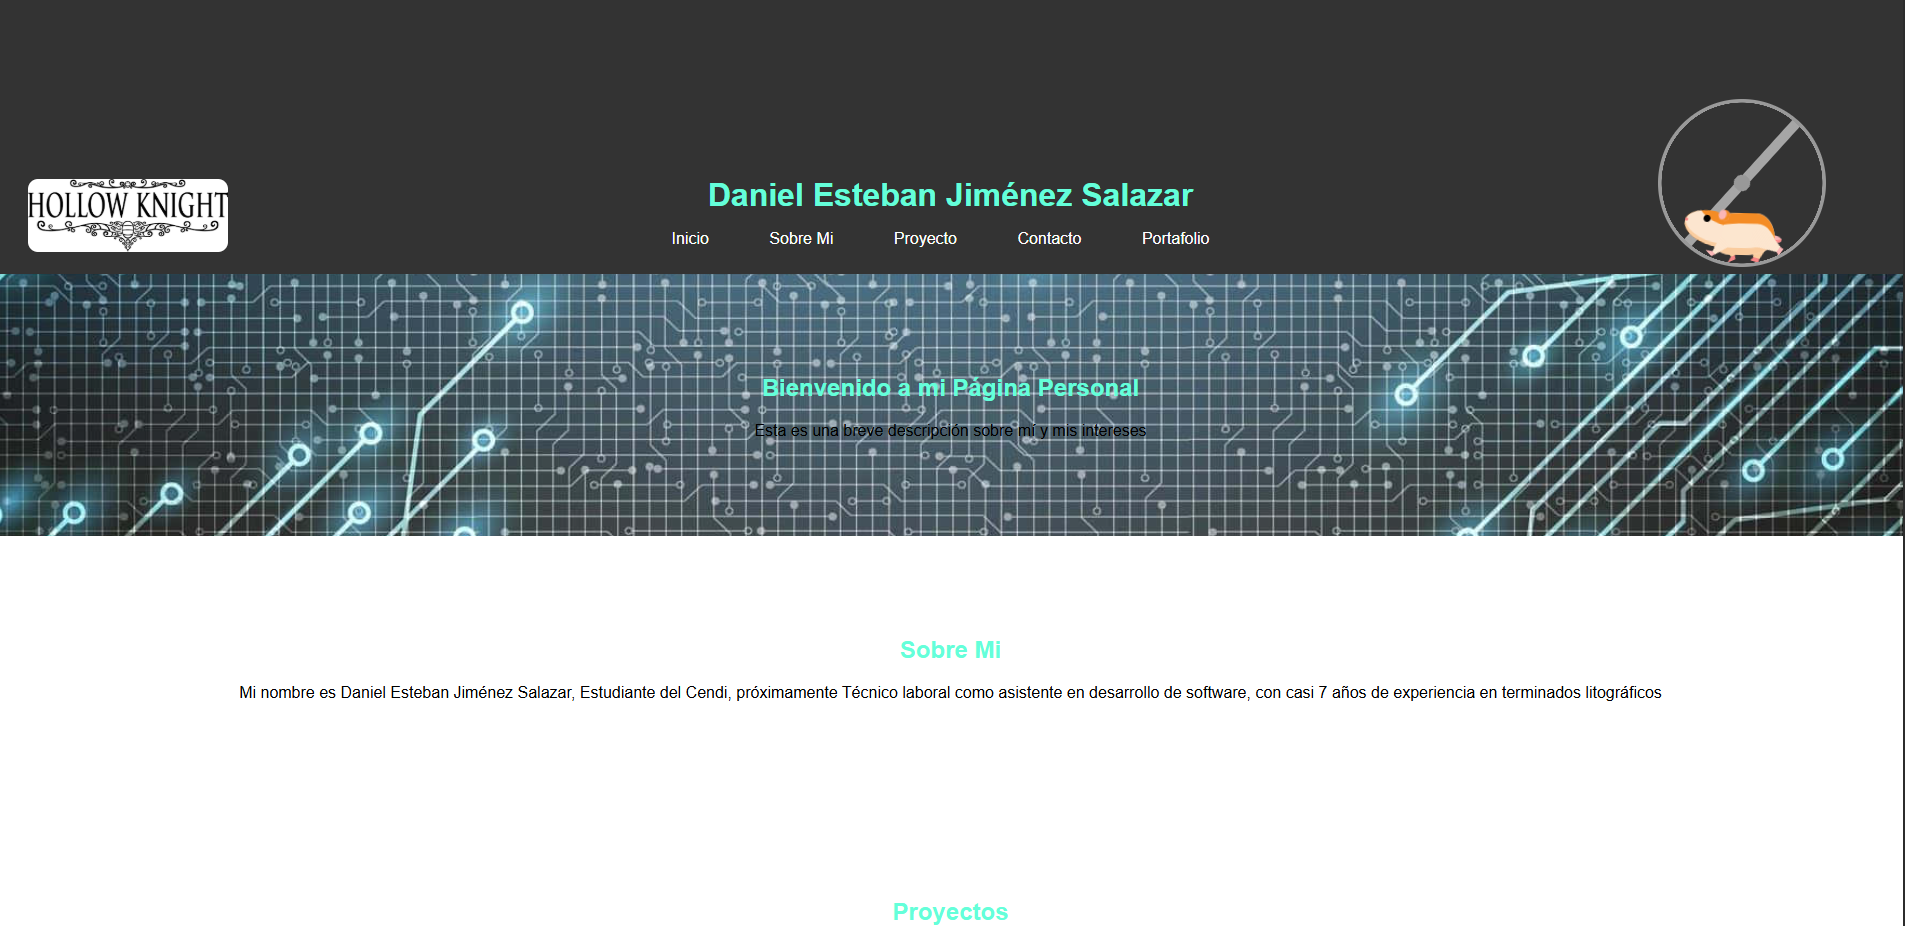 HOLLOW KNIGHT
Daniel Esteban Jiménez Salazar
Inicio Sobre Mi Proyecto Contacto Portafolio
Bienvenido a mi Página Personal
Esta es una breve descripción sobre mí y mis intereses
Sobre Mi
Mi nombre es Daniel Esteban Jiménez Salazar, Estudiante del Cendi, próximamente Técnico laboral como asistente en desarrollo de software, con casi 7 años de experiencia en terminados litográficos
Proyectos